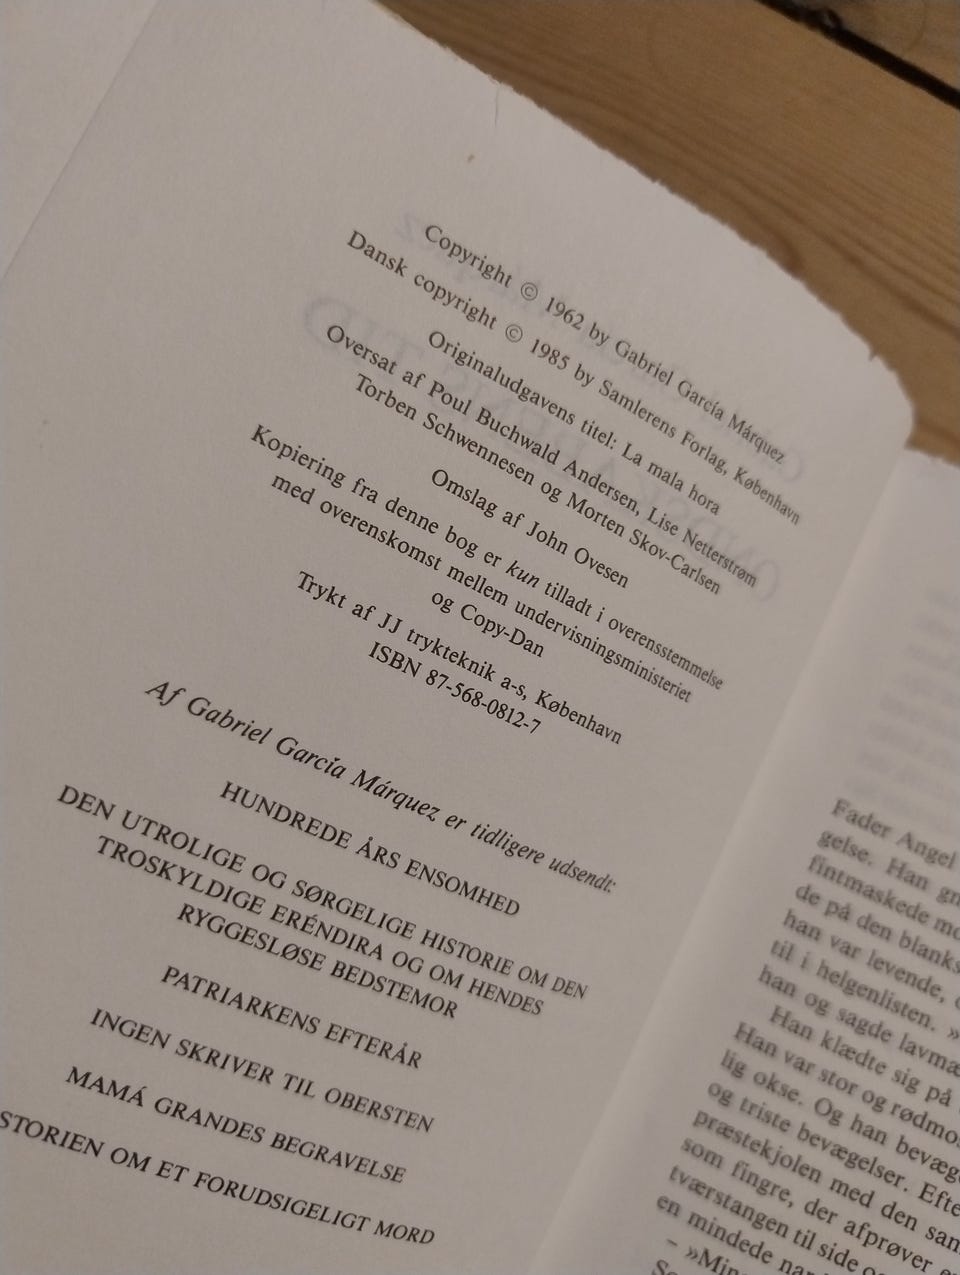 Copyright © 1962 by Gabriel García Márquez
Dansk copyright © 1985 by Samlerens Forlag, København
Originaludgavens titel: La mala hora
Oversat af Poul Buchwald Andersen, Lise Netterstrøm
Torben Schwennesen og Morten Skov-Carlsen
Omslag af John Ovesen
Kopiering fra denne bog er kun tilladt i overensstemmelse
med overenskomst mellem undervisningsministeriet
og Copy-Dan
Trykt af JJ trykteknik a-s, København
ISBN 87-568-0812-7
Af Gabriel García Márquez er tidligere udsendt:
HUNDREDE ÅRS ENSOMHED
DEN UTROLIGE OG SØRGELIGE HISTORIE OM DEN
TROSKYLDIGE ERÉNDIRA OG OM HENDES
RYGGESLØSE BEDSTEMOR
PATRIARKENS EFTERÅR
INGEN SKRIVER TIL OBERSTEN
MAMÁ GRANDES BEGRAVELSE
STORIEN OM ET FORUDSIGELIGT MORD
Fader Angel
gelse. Han
fintmaskede
de på den
han var levende,
til i helgenlisten. »
han og sagde
Han klædte sig på
Han var stor og
lig okse. Og han
og triste bevægelser.
præstekjolen med den
som fingre, der afprøver
tværstangen til side
en mindede
– »